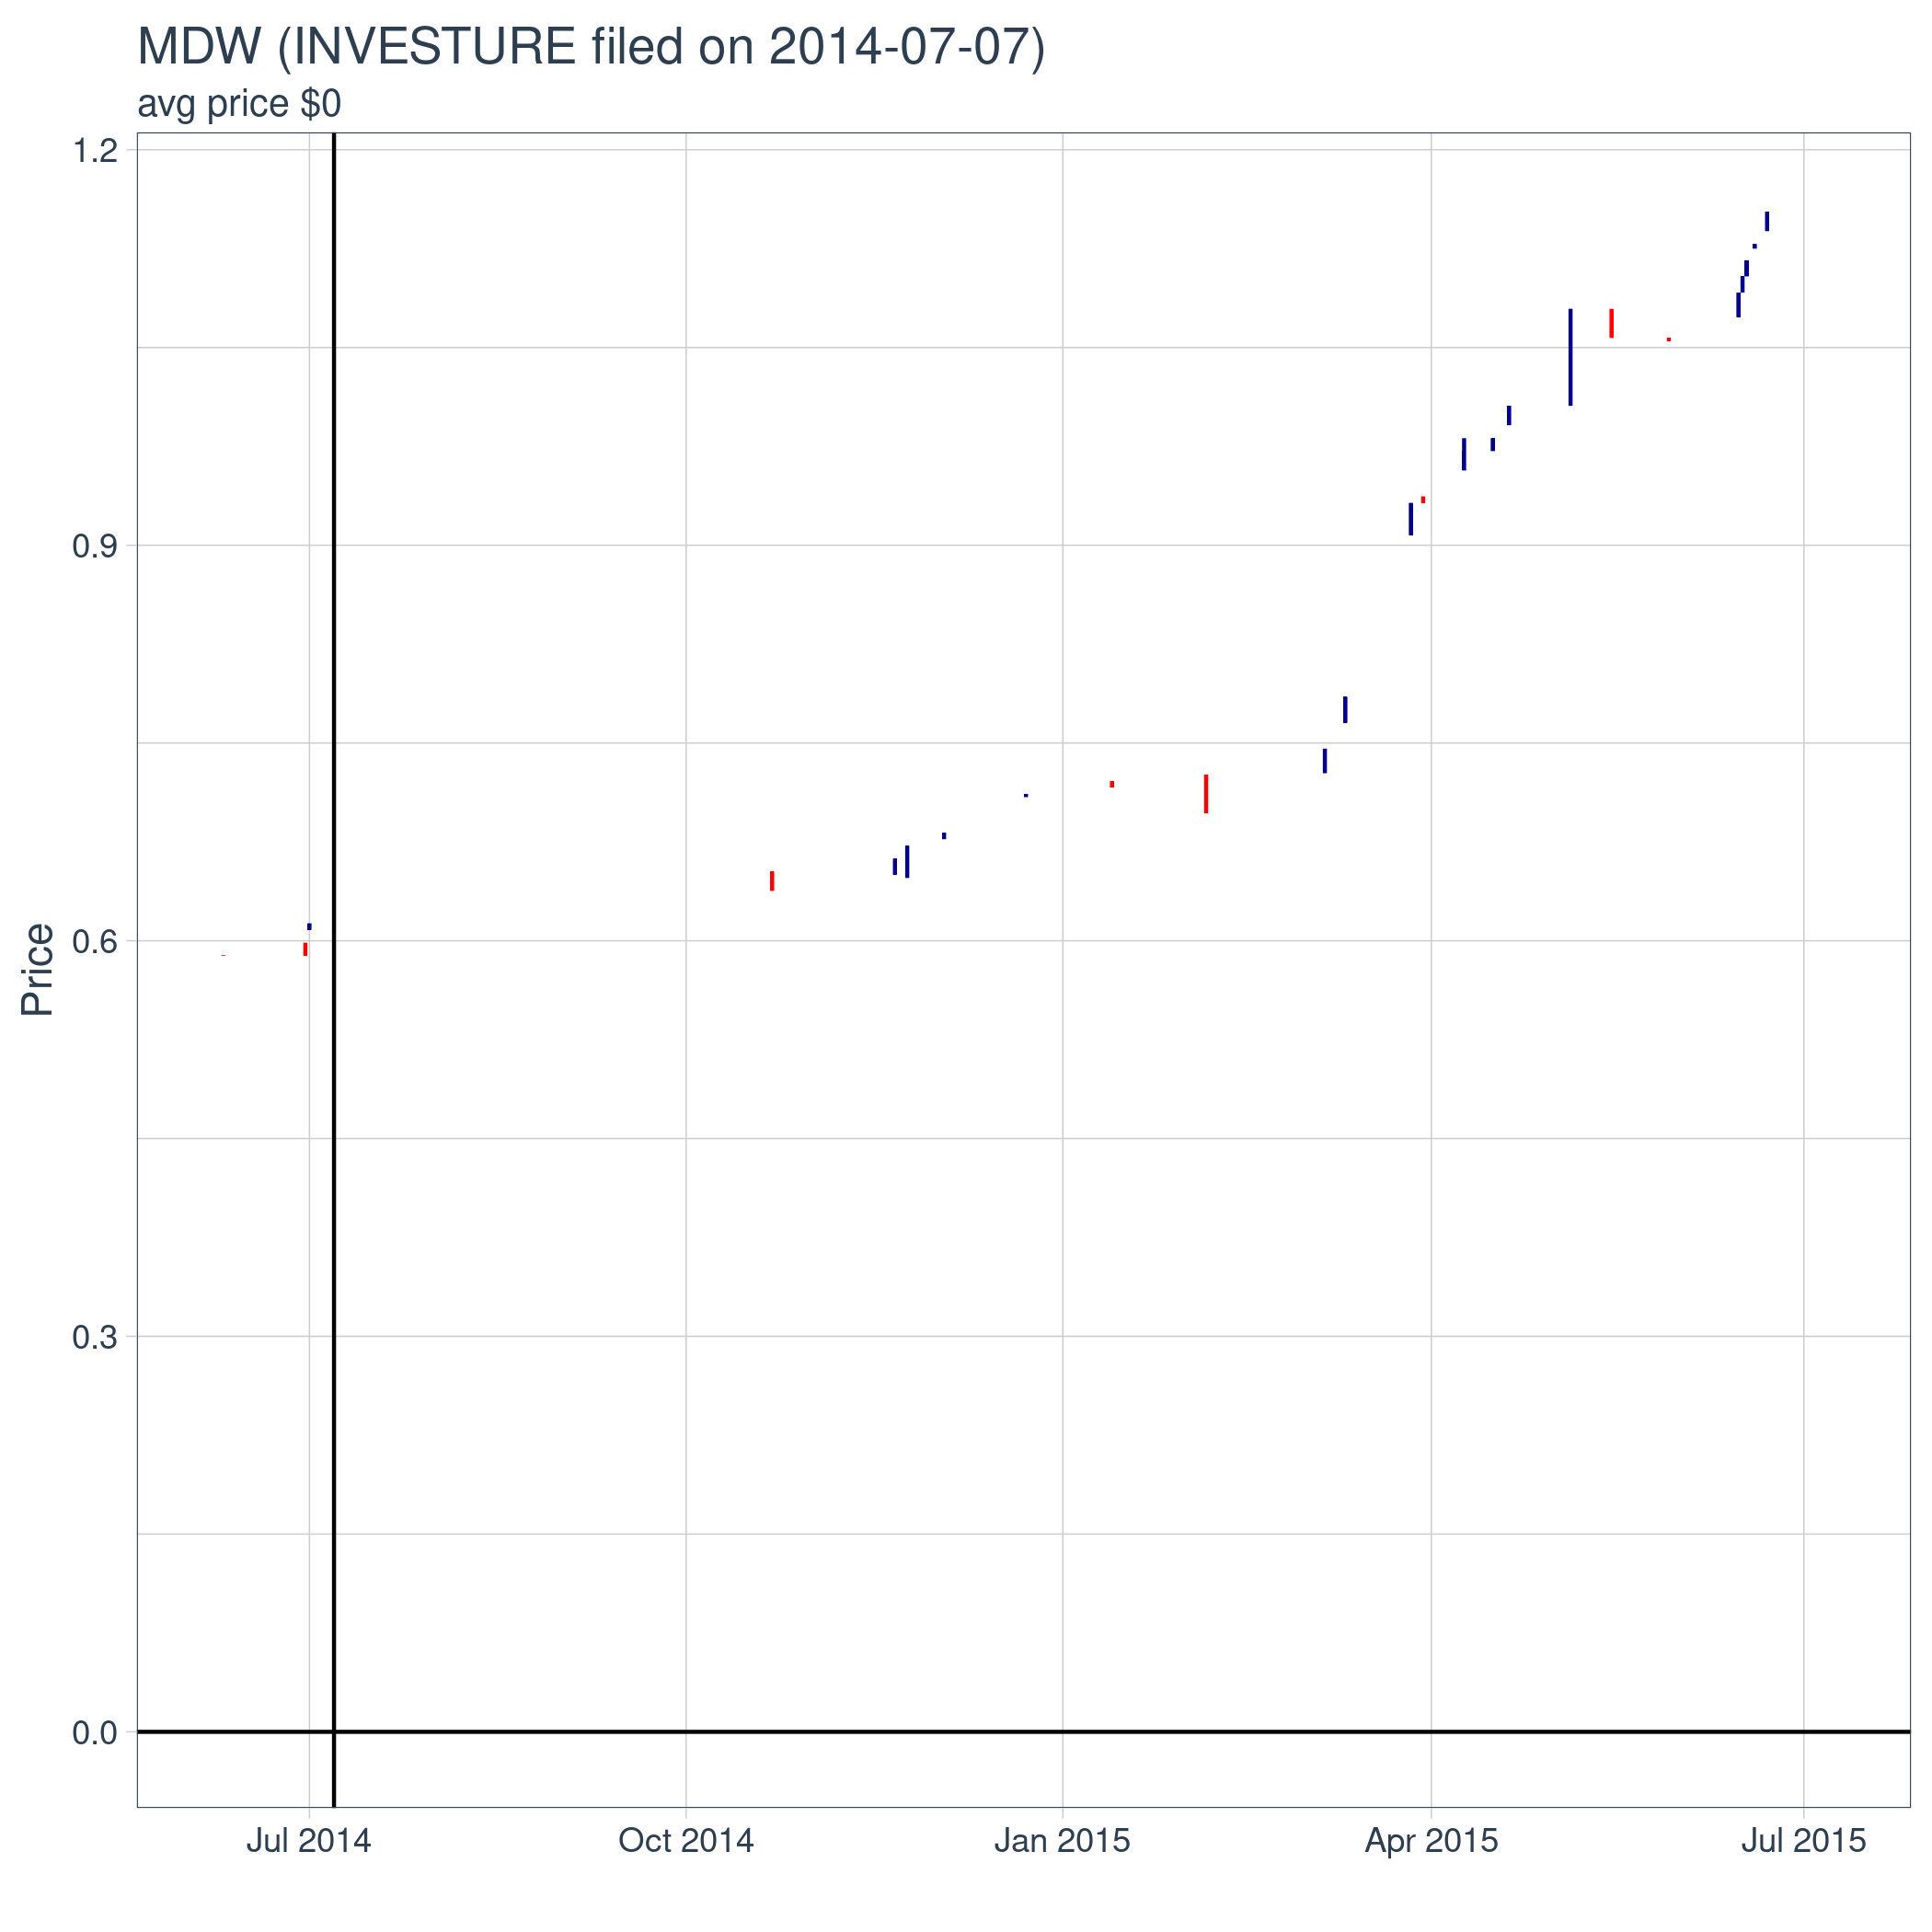 MDW (INVESTURE filed on 2014-07-07)
avg price $0
1.2
0.9
0.6
0.3
0.0
Price
Jul 2014
Oct 2014
Jan 2015
Apr 2015
Jul 2015